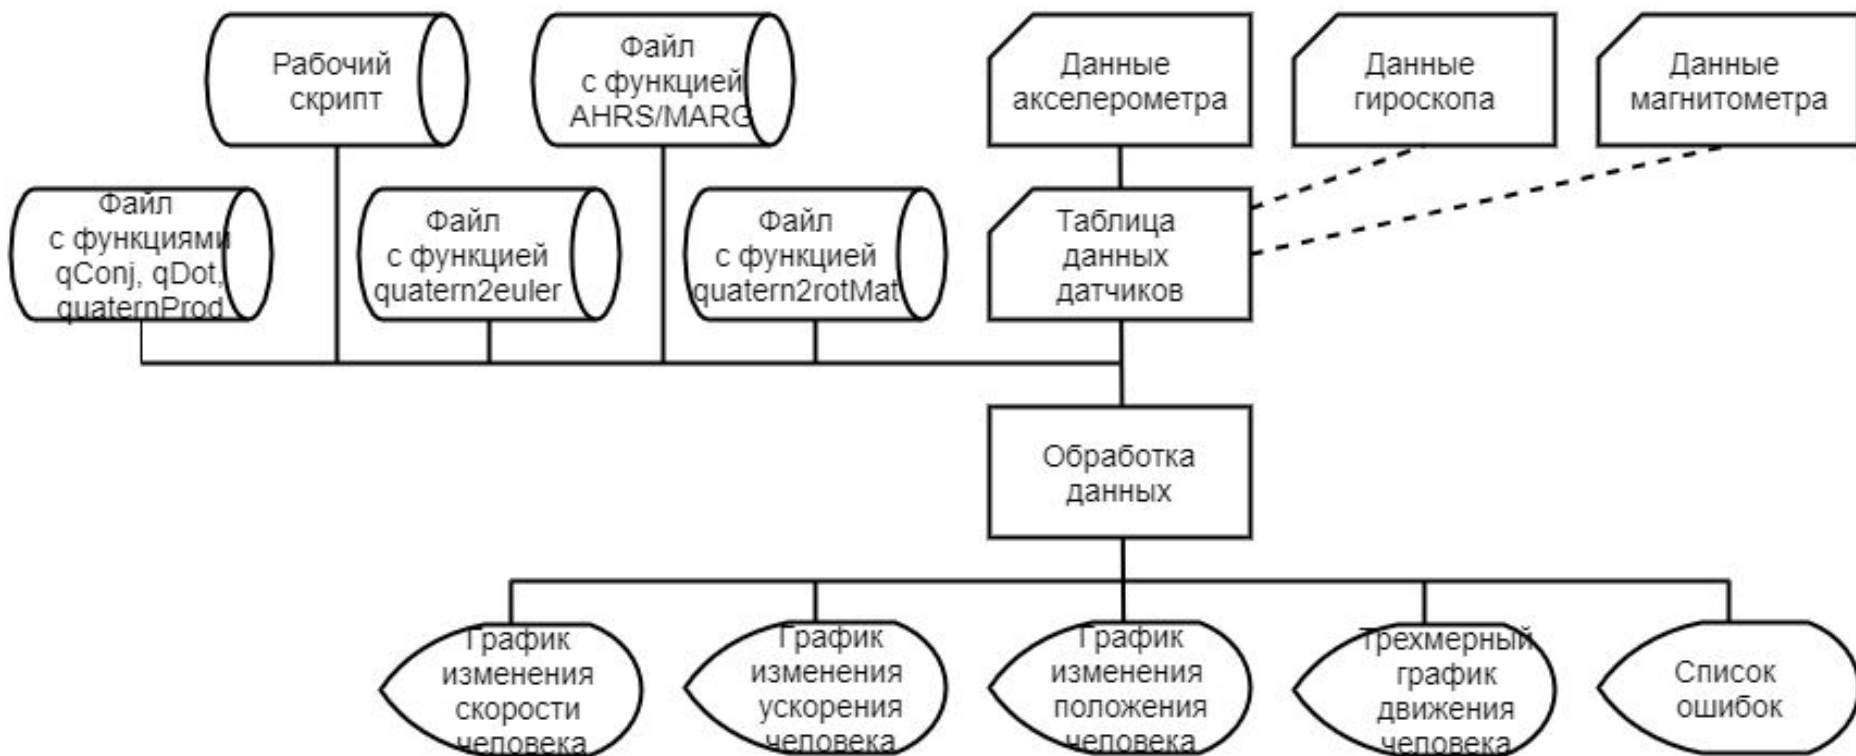 Рабочий
скрипт
Файл
с функцией
AHRS/MARG
Данные
акселерометра
Данные
гироскопа
Данные
магнитометра
Файл
с функциями
qConj, qDot,
quaternProd
Файл
с функцией
quatern2euler
Файл
с функцией
quatern2rotMat
Таблица
данных
датчиков
Обработка
данных
График
изменения
скорости
человека
График
изменения
ускорения
человека
График
изменения
положения
человека
Трехмерный
график
движения
человека
Список
ошибок